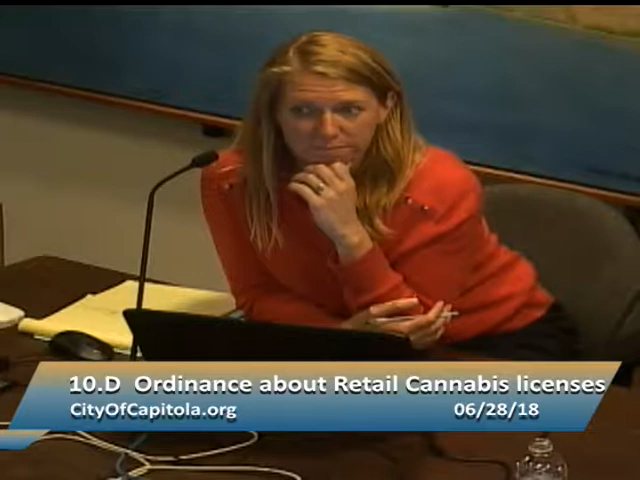 10.D Ordinance about Retail Cannabis licenses
CityOfCapitola.org
06/28/18